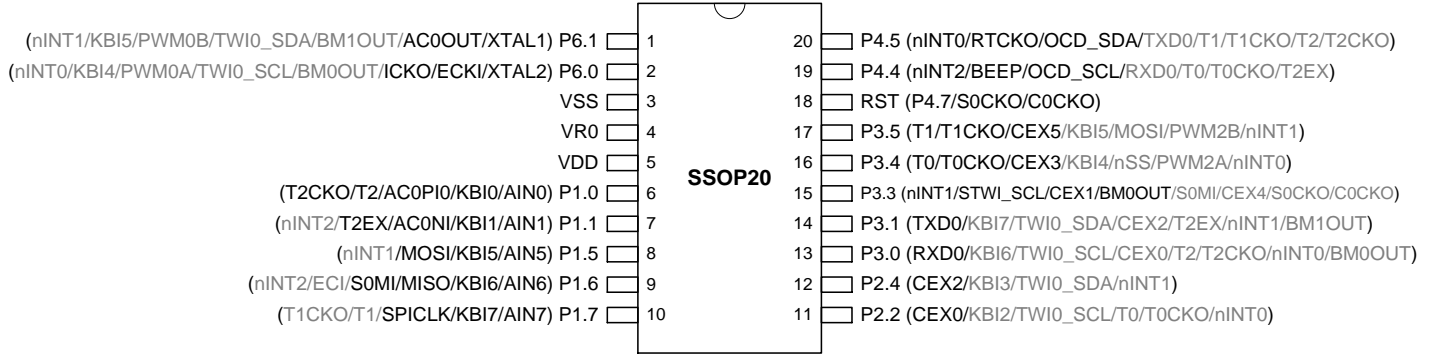 (nINT1/KBI5/PWM0B/TWI0_SDA/BM1OUT/AC0OUT/XTAL1) P6.1 1 20 P4.5 (nINT0/RTCKO/OCD_SDA/TXD0/T1/T1CKO/T2/T2CKO)
(nINT0/KBI4/PWM0A/TWI0_SCL/BM0OUT/ICKO/ECKI/XTAL2) P6.0 2 19 P4.4 (nINT2/BEEP/OCD_SCL/RXD0/T0/T0CKO/T2EX)
VSS 3 18 RST (P4.7/S0CKO/C0CKO)
VR0 4 17 P3.5 (T1/T1CKO/CEX5/KBI5/MOSI/PWM2B/nINT1)
VDD 5 16 P3.4 (T0/T0CKO/CEX3/KBI4/nSS/PWM2A/nINT0)
SSOP20
(T2CKO/T2/AC0PI0/KBI0/AIN0) P1.0 6 15 P3.3 (nINT1/STWI_SCL/CEX1/BM0OUT/S0MI/CEX4/S0CKO/C0CKO)
(nINT2/T2EX/AC0NI/KBI1/AIN1) P1.1 7 14 P3.1 (TXD0/KBI7/TWI0_SDA/CEX2/T2EX/nINT1/BM1OUT)
(nINT1/MOSI/KBI5/AIN5) P1.5 8 13 P3.0 (RXD0/KBI6/TWI0_SCL/CEX0/T2/T2CKO/nINT0/BM0OUT)
(nINT2/ECI/S0MI/MISO/KBI6/AIN6) P1.6 9 12 P2.4 (CEX2/KBI3/TWI0_SDA/nINT1)
(T1CKO/T1/SPICLK/KBI7/AIN7) P1.7 10 11 P2.2 (CEX0/KBI2/TWI0_SCL/T0/T0CKO/nINT0)